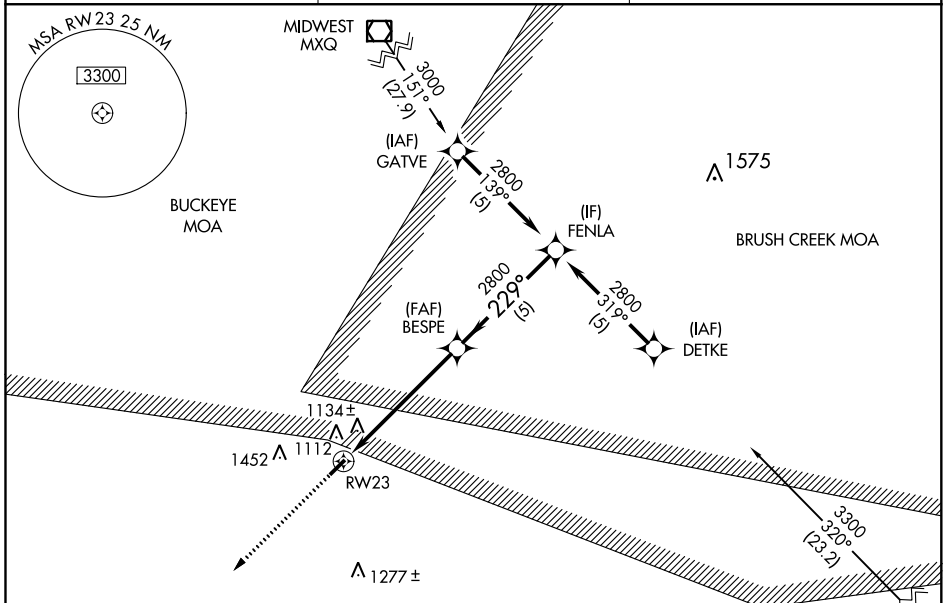 MSA RW23 25 NM
3300
MIDWEST
MXQ
3000
151°
(27.9)
(IAF)
GATVE
2800
139°
(5)
1575
BUCKEYE
MOA
(IF)
FENLA
BRUSH CREEK MOA
2800
229°
(5)
2800
319°
(5)
(FAF)
BESPE
(IAF)
DETKE
1134 ±
1112
1452
RW23
3300
320°
(23.2)
1277 ±